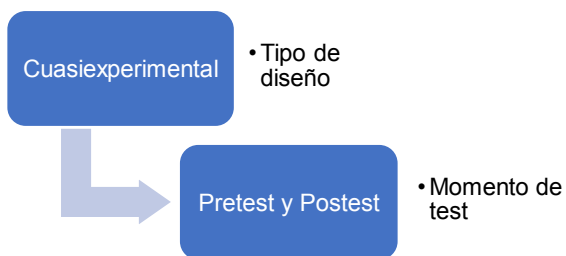 Cuasiexperimental
• Tipo de
diseño
Pretest y Postest
• Momento de
test